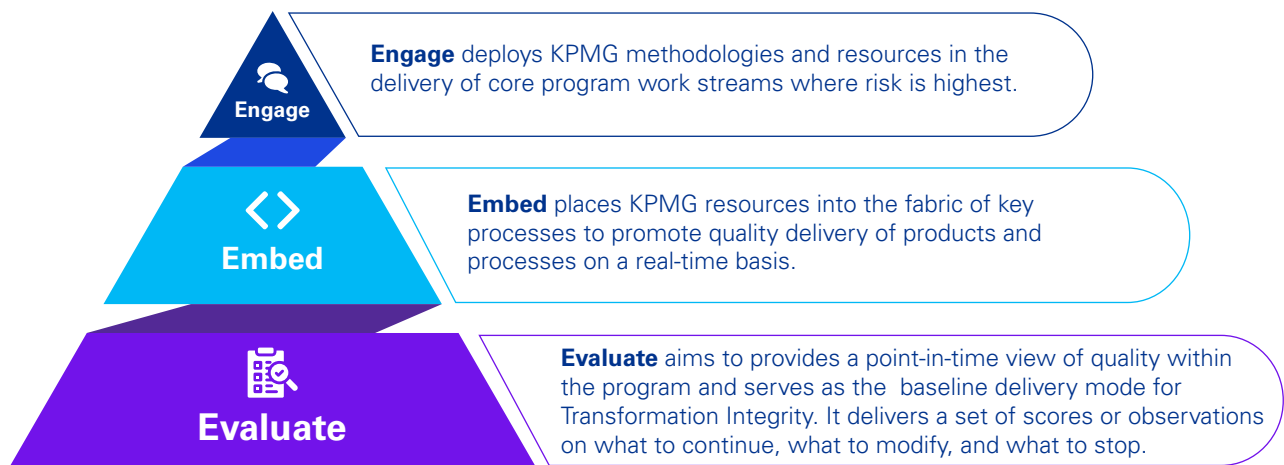 Engage deploys KPMG methodologies and resources in the
delivery of core program work streams where risk is highest.
Engage
Embed places KPMG resources into the fabric of key
processes to promote quality delivery of products and
processes on a real-time basis.
Embed
Evaluate aims to provides a point-in-time view of quality within
the program and serves as the  baseline delivery mode for
Transformation Integrity. It delivers a set of scores or observations
on what to continue, what to modify, and what to stop.
Evaluate